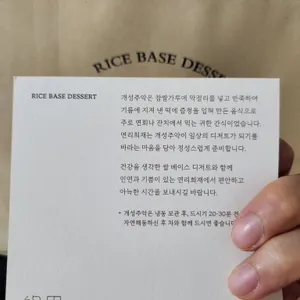 RICE BASE DESSERT
RICE BASE DESSERT
개성주악은 찹쌀가루에 막걸리를 넣고 반죽하여
기름에 지져 낸 떡에 즙청을 입혀 만든 음식으로
주로 연회나 잔치에서 먹는 귀한 간식이었습니다.
연리희재는 개성주악이 일상의 디저트가 되기를
바라는 마음을 담아 정성스럽게 준비합니다.
건강을 생각한 쌀 베이스 디저트와 함께
인연과 기쁨이 있는 연리희재에서 편안하고
아늑한 시간을 보내시길 바랍니다.
• 개성주악은 냉동 보관 후, 드시기 20-30분 전
자연해동하신 후 차와 함께 드시면 좋습니다